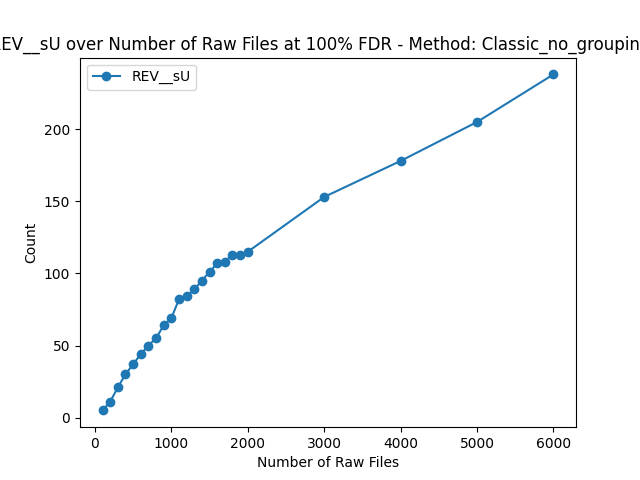 EV__sU over Number of Raw Files at 100% FDR - Method: Classic_no_groupin
REV__sU
Count
200
150
100
50
0
0 1000 2000 3000 4000 5000 6000
Number of Raw Files